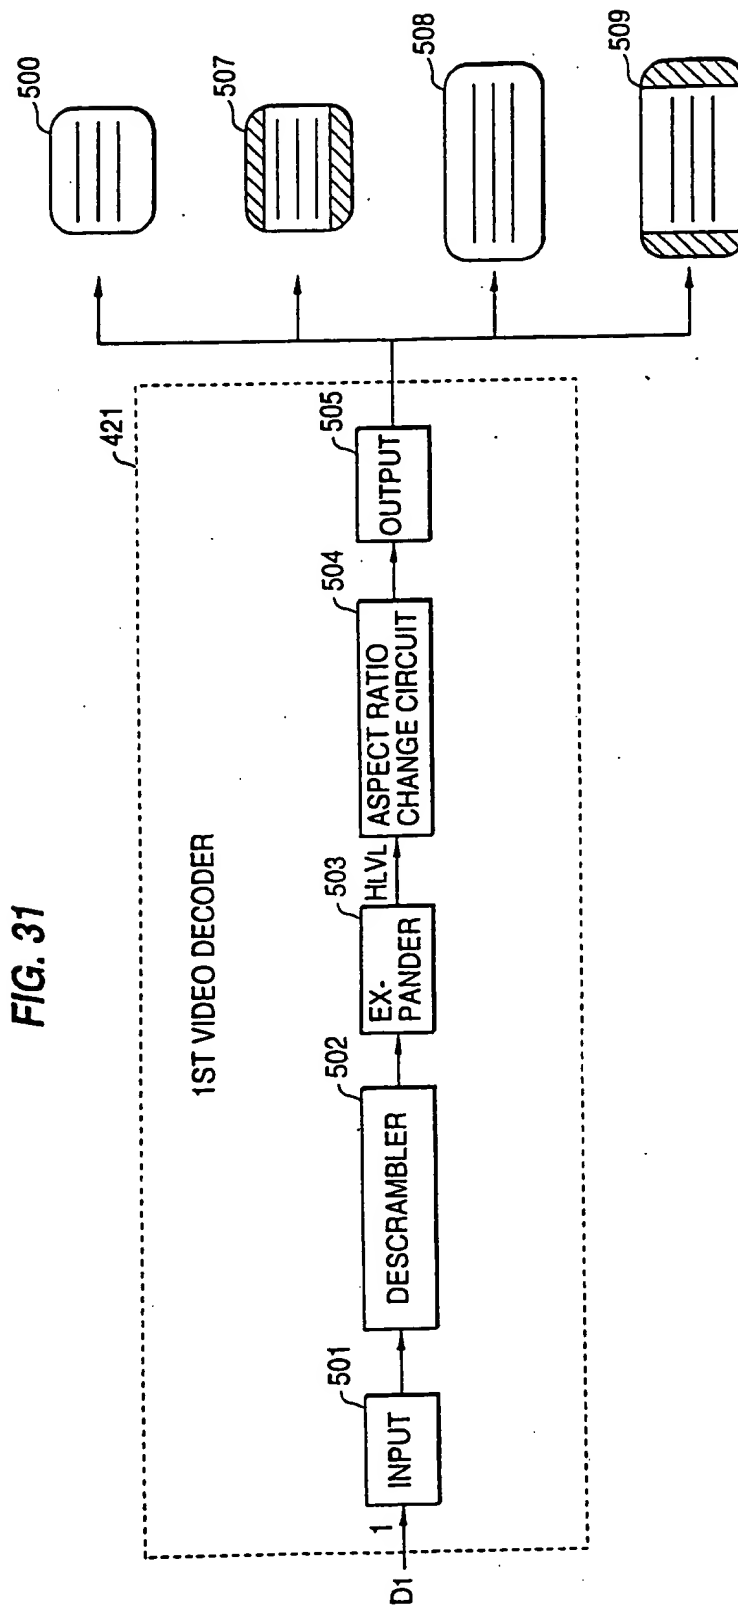 FIG. 31
1ST VIDEO DECODER
421
D1
1
501
INPUT
502
DESCRAMBLER
503
EX-
PANDER
HLVL
504
ASPECT RATIO
CHANGE CIRCUIT
505
OUTPUT
500
507
508
509